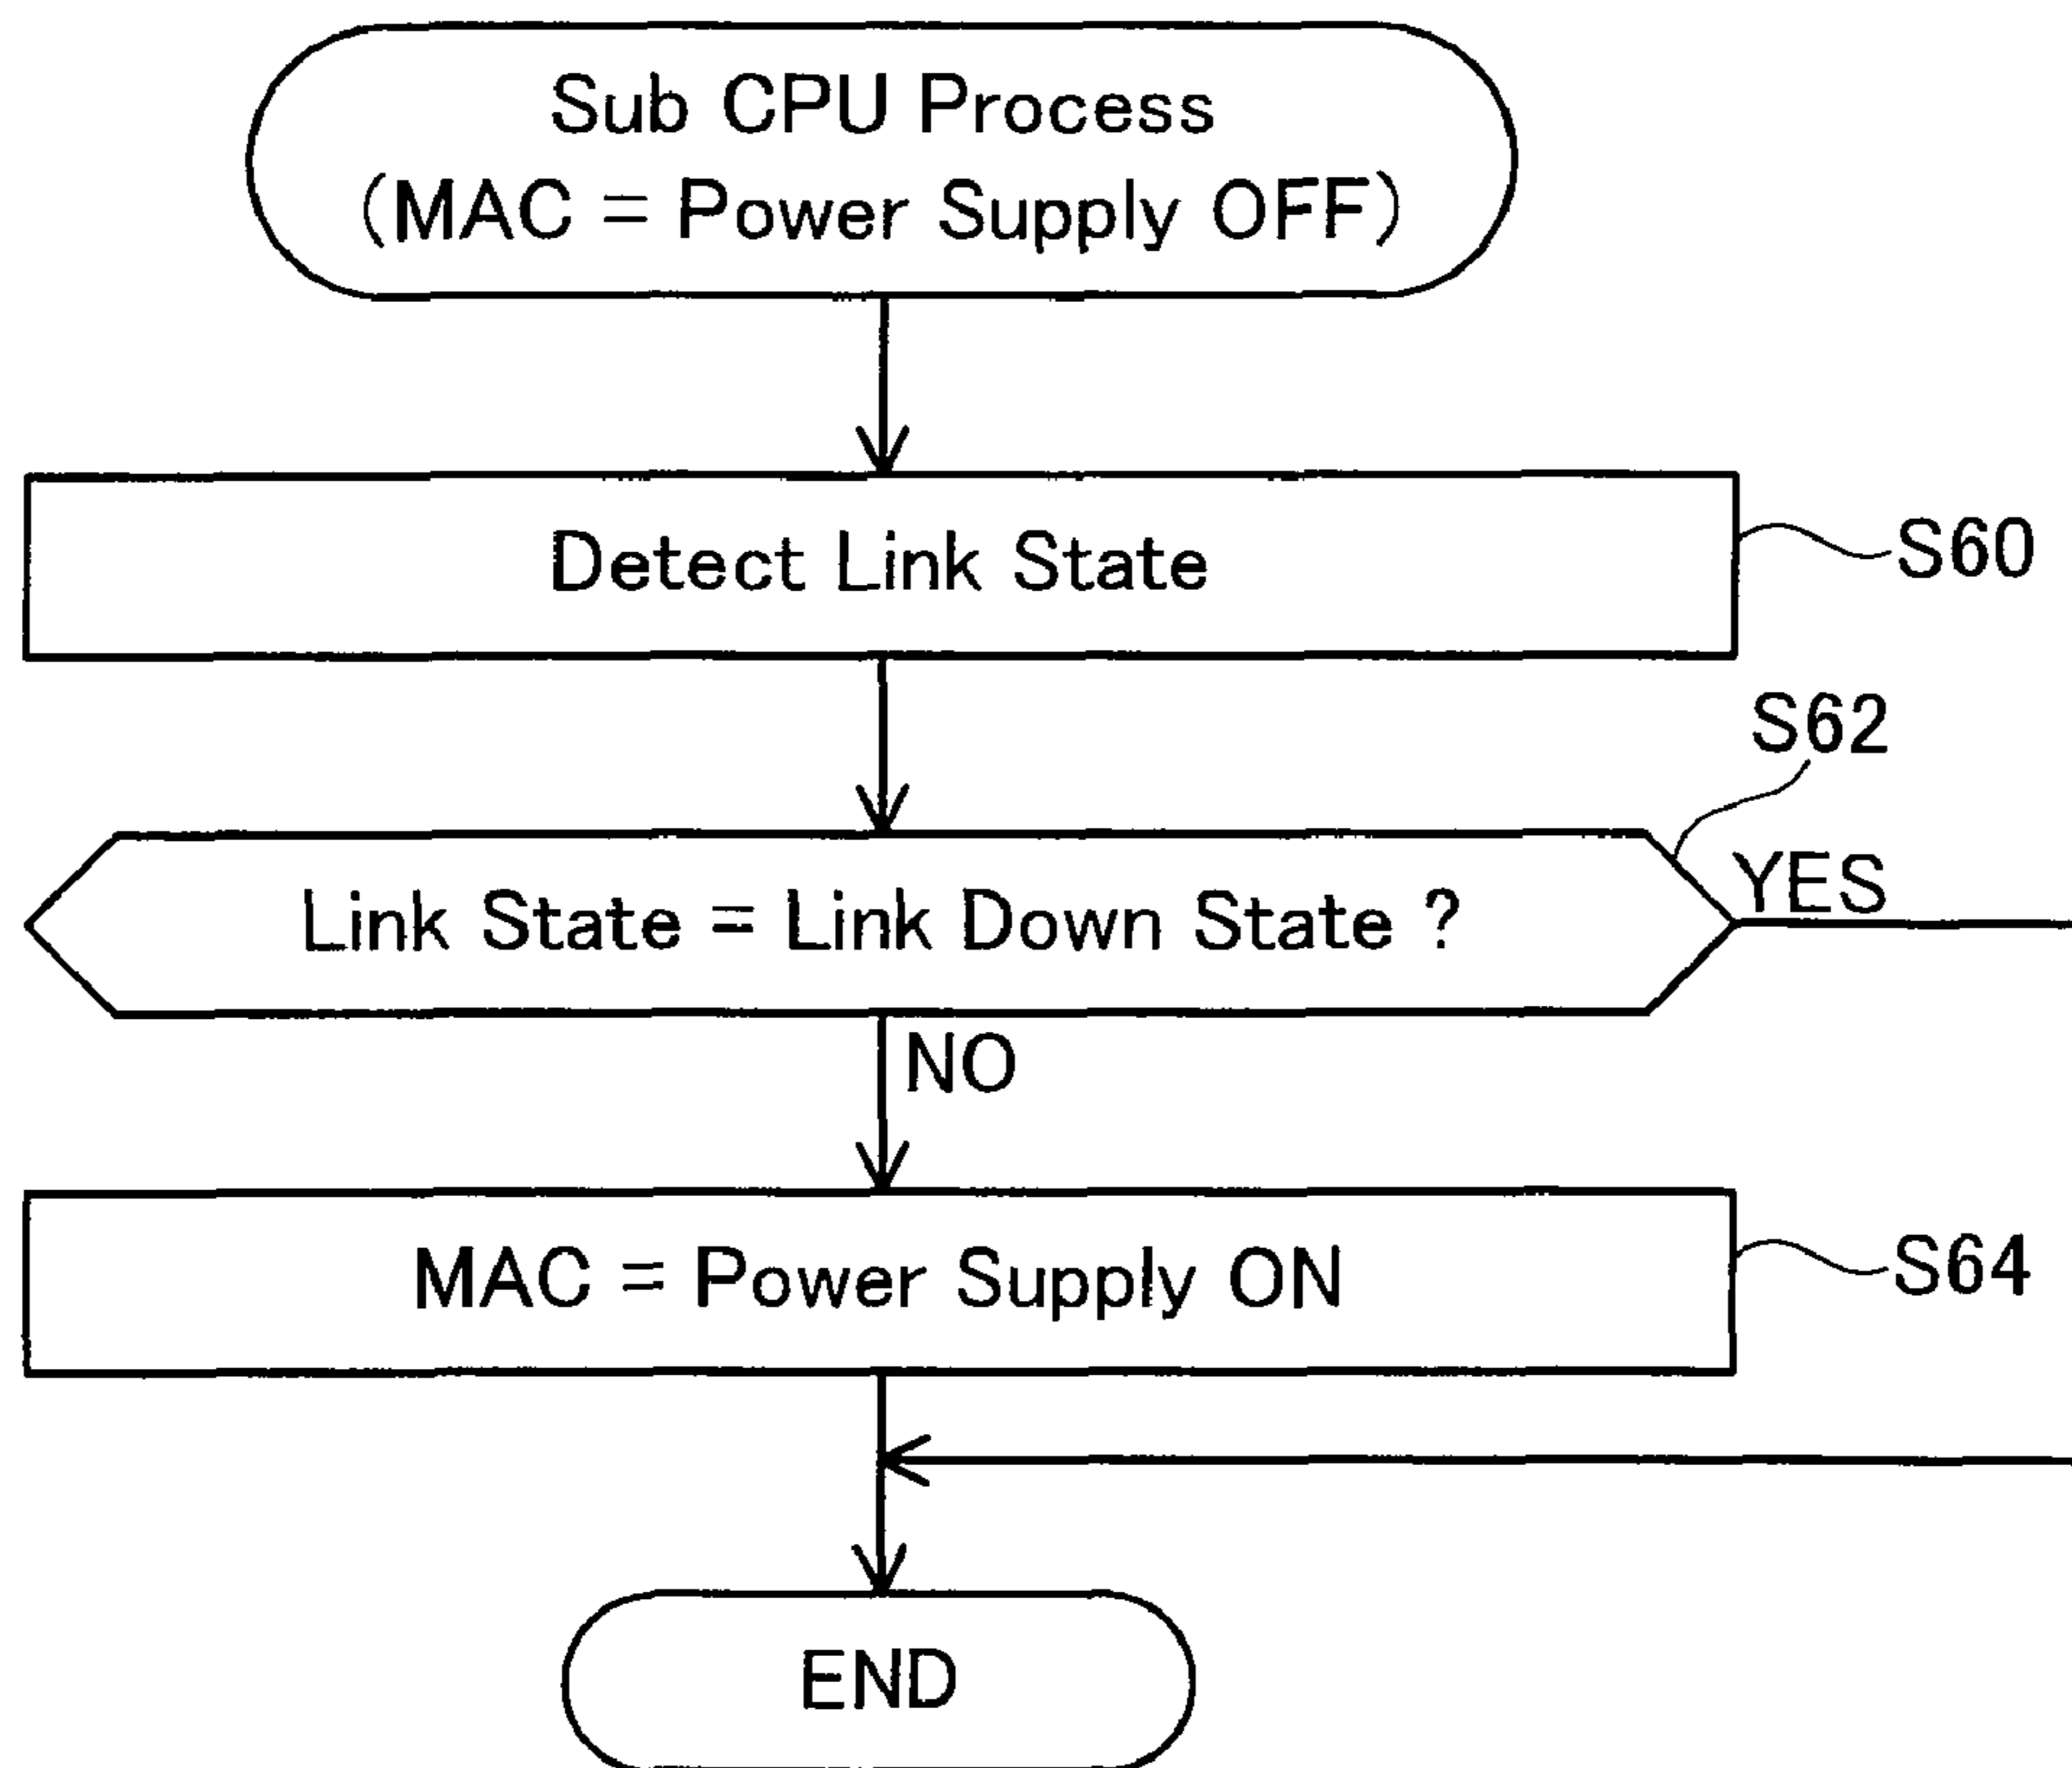 Sub CPU Process
(MAC = Power Supply OFF)
Detect Link State
S60
S62
Link State = Link Down State ?
YES
NO
MAC = Power Supply ON
S64
END